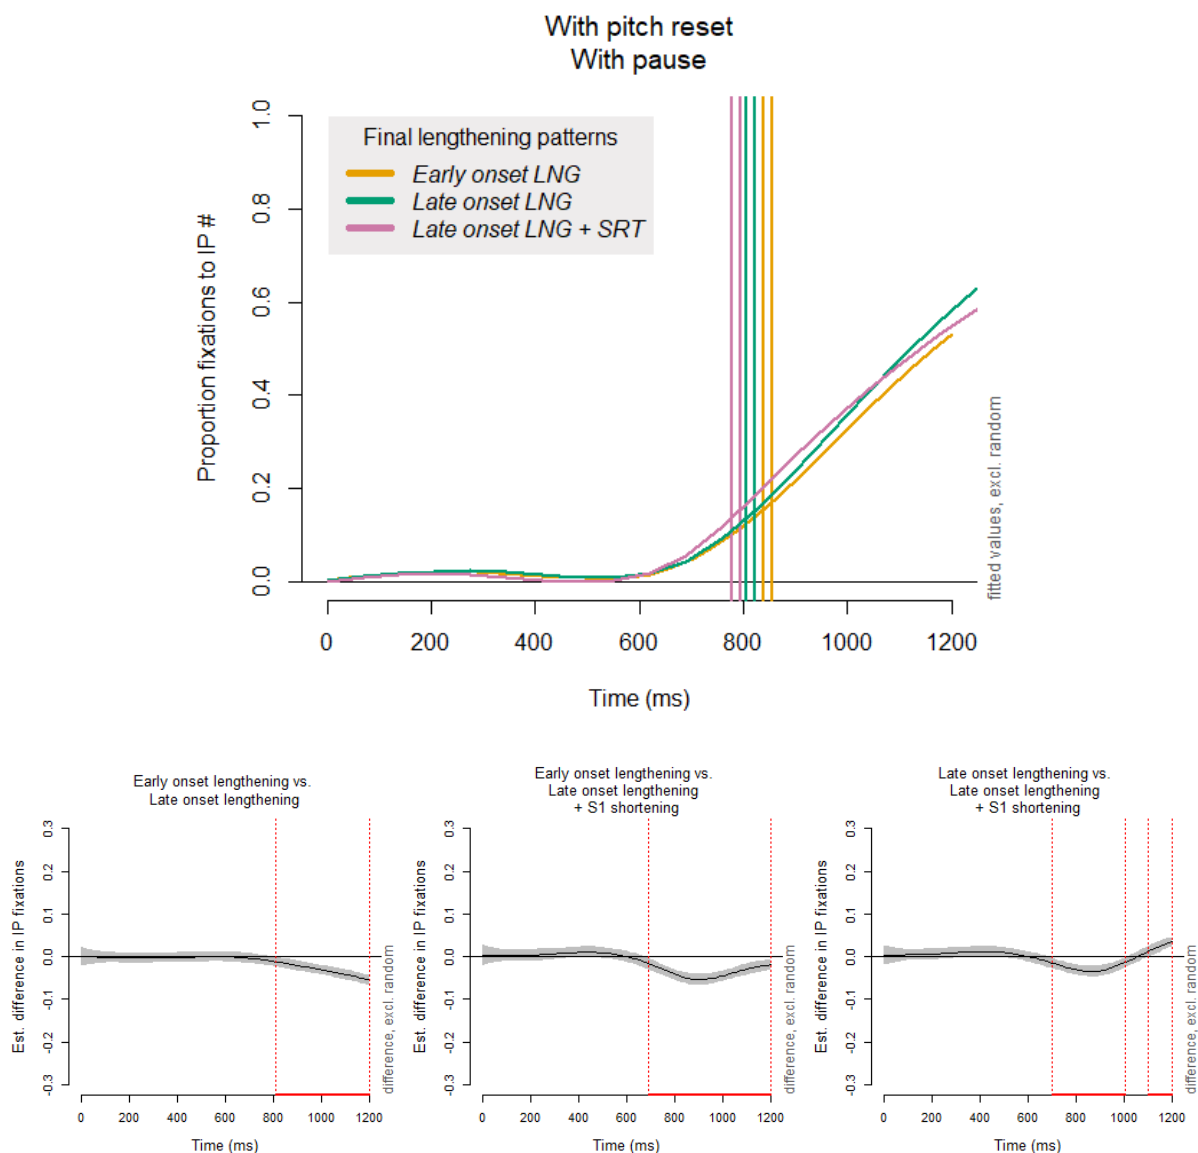 With pitch reset
With pause
Proportion fixations to IP #
1.0
0.8
0.6
0.4
0.2
0.0
Final lengthening patterns
Early onset LNG
Late onset LNG
Late onset LNG + SRT
fitted values, excl. random
0 200 400 600 800 1000 1200
Time (ms)
Early onset lengthening vs.
Late onset lengthening
Est. difference in IP fixations
0.3
0.2
0.1
0.0
-0.1
-0.2
-0.3
difference, excl. random
0 200 400 600 800 1000 1200
Time (ms)
Early onset lengthening vs.
Late onset lengthening
+ S1 shortening
Est. difference in IP fixations
0.3
0.2
0.1
0.0
-0.1
-0.2
-0.3
difference, excl. random
0 200 400 600 800 1000 1200
Time (ms)
Late onset lengthening vs.
Late onset lengthening
+ S1 shortening
Est. difference in IP fixations
0.3
0.2
0.1
0.0
-0.1
-0.2
-0.3
difference, excl. random
0 200 400 600 800 1000 1200
Time (ms)